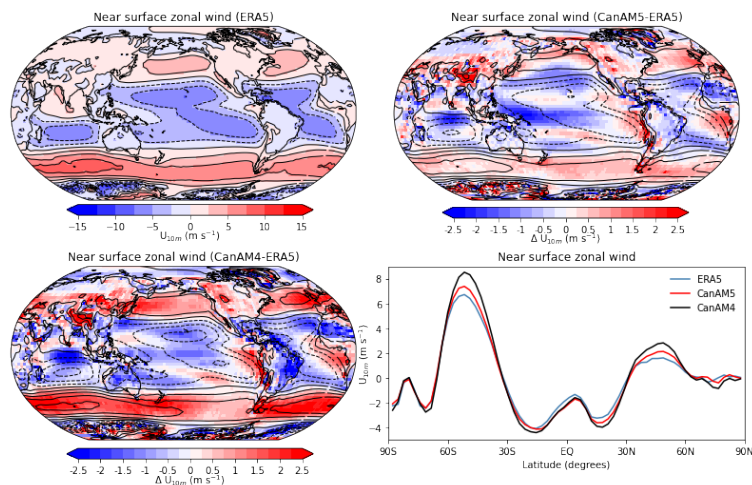 Near surface zonal wind (ERA5)
−15 −10 −5 0 5 10 15
U10m (m s−1)
Near surface zonal wind (CanAM5-ERA5)
-2.5 -2 -1.5 -1 -0.5 0 0.5 1 1.5 2 2.5
Δ U10m (m s−1)
Near surface zonal wind (CanAM4-ERA5)
-2.5 -2 -1.5 -1 -0.5 0 0.5 1 1.5 2 2.5
Δ U10m (m s−1)
Near surface zonal wind
ERA5
CanAM5
CanAM4
8
6
4
2
0
−2
−4
U10m (m s−1)
90S 60S 30S EQ 30N 60N 90N
Latitude (degrees)